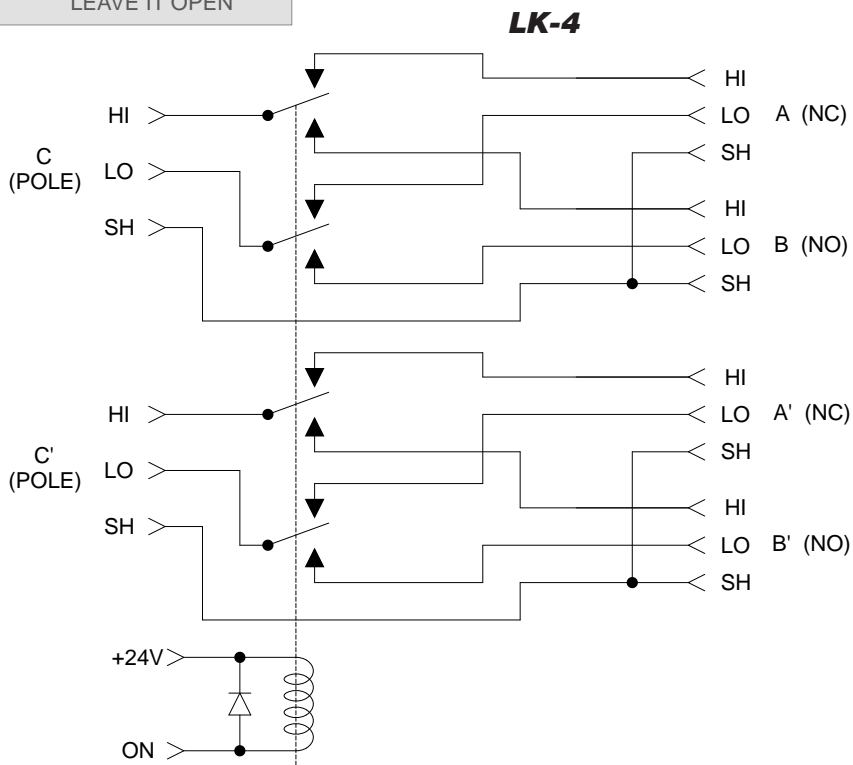 LEAVE IT OPEN
LK-4
HI
LO A (NC)
SH
HI
LO B (NO)
SH
HI
C
(POLE)
LO
SH
HI
LO A' (NC)
SH
HI
LO B' (NO)
SH
HI
C'
(POLE)
LO
SH
+24V
ON